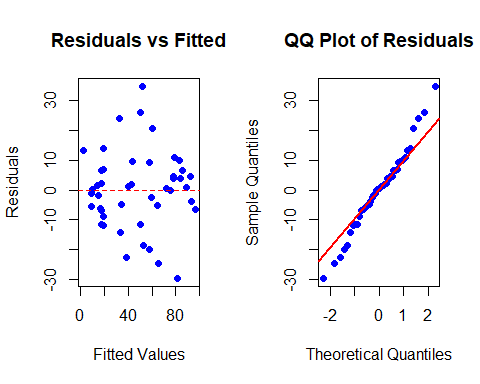 Residuals vs Fitted
Residuals
-30 -10 0 10 30
0 40 80
Fitted Values
QQ Plot of Residuals
Sample Quantiles
-30 -10 0 10 30
-2 0 1 2
Theoretical Quantiles